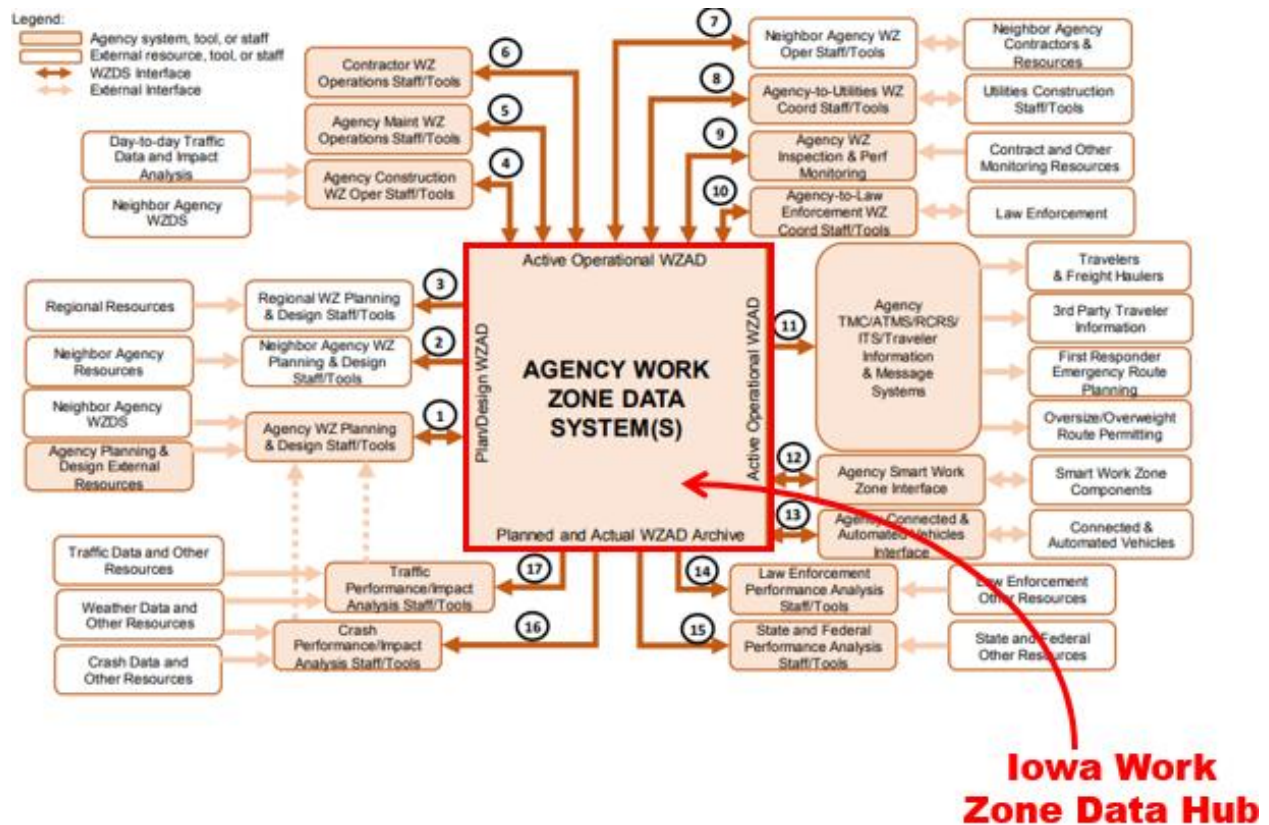 Legend:
Agency system, tool, or staff
External resource, tool, or staff
WZDS Interface
External Interface
6
Contractor WZ
Operations Staff/Tools
5
Agency Maint WZ
Operations Staff/Tools
4
Agency Construction
WZ Oper Staff/Tools
Day-to-day Traffic
Data and Impact
Analysis
Neighbor Agency
WZDS
7
Neighbor Agency WZ
Oper Staff/Tools
Neighbor Agency
Contractors &
Resources
8
Agency-to-Utilities WZ
Coord Staff/Tools
Utilities Construction
Staff/Tools
9
Agency WZ
Inspection & Perf
Monitoring
Contract and Other
Monitoring Resources
10
Agency-to-Law
Enforcement WZ
Coord Staff/Tools
Law Enforcement
Active Operational WZAD
Plan/Design WZAD
AGENCY WORK
ZONE DATA
SYSTEM(S)
Active Operational WZAD
Planned and Actual WZAD Archive
3
Regional WZ Planning
& Design Staff/Tools
Regional Resources
2
Neighbor Agency WZ
Planning & Design
Staff/Tools
Neighbor Agency
Resources
1
Agency WZ Planning
& Design Staff/Tools
Neighbor Agency
WZDS
Agency Planning &
Design External
Resources
11
Agency
TMC/ATMS/RCRS/
ITS/Traveler
Information
& Message
Systems
Travelers
& Freight Haulers
3rd Party Traveler
Information
First Responder
Emergency Route
Planning
Oversize/Overweight
Route Permitting
12
Agency Smart Work
Zone Interface
Smart Work Zone
Components
13
Agency Connected &
Automated Vehicles
Interface
Connected &
Automated Vehicles
17
Traffic
Performance/Impact
Analysis Staff/Tools
Traffic Data and Other
Resources
Weather Data and
Other Resources
16
Crash
Performance/Impact
Analysis Staff/Tools
Crash Data and
Other Resources
14
Law Enforcement
Performance Analysis
Staff/Tools
Law Enforcement
Other Resources
15
State and Federal
Performance Analysis
Staff/Tools
State and Federal
Other Resources
Iowa Work
Zone Data Hub